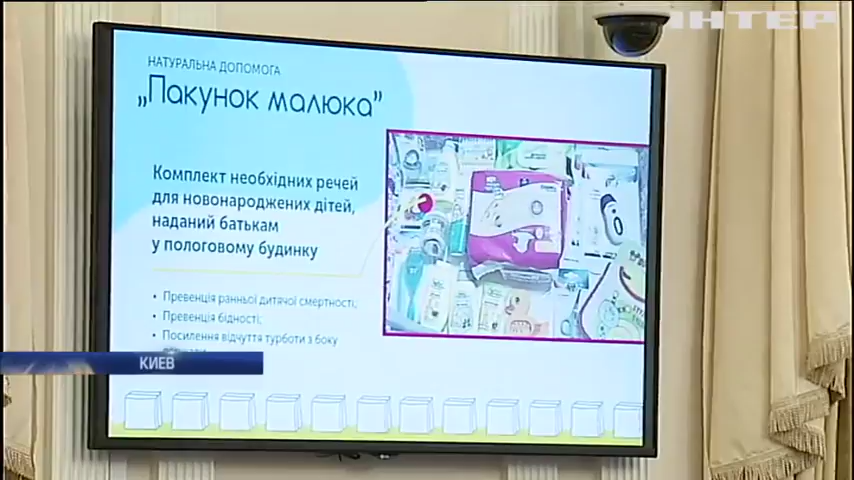 ІНТЕР
НАТУРАЛЬНА ДОПОМОГА
„Пакунок малюка”
Комплект необхідних речей
для новонароджених дітей,
наданий батькам
у пологовому будинку
• Превенція ранньої дитячої смертності;
• Превенція бідності;
• Посилення відчуття турботи з боку
КИЕВ